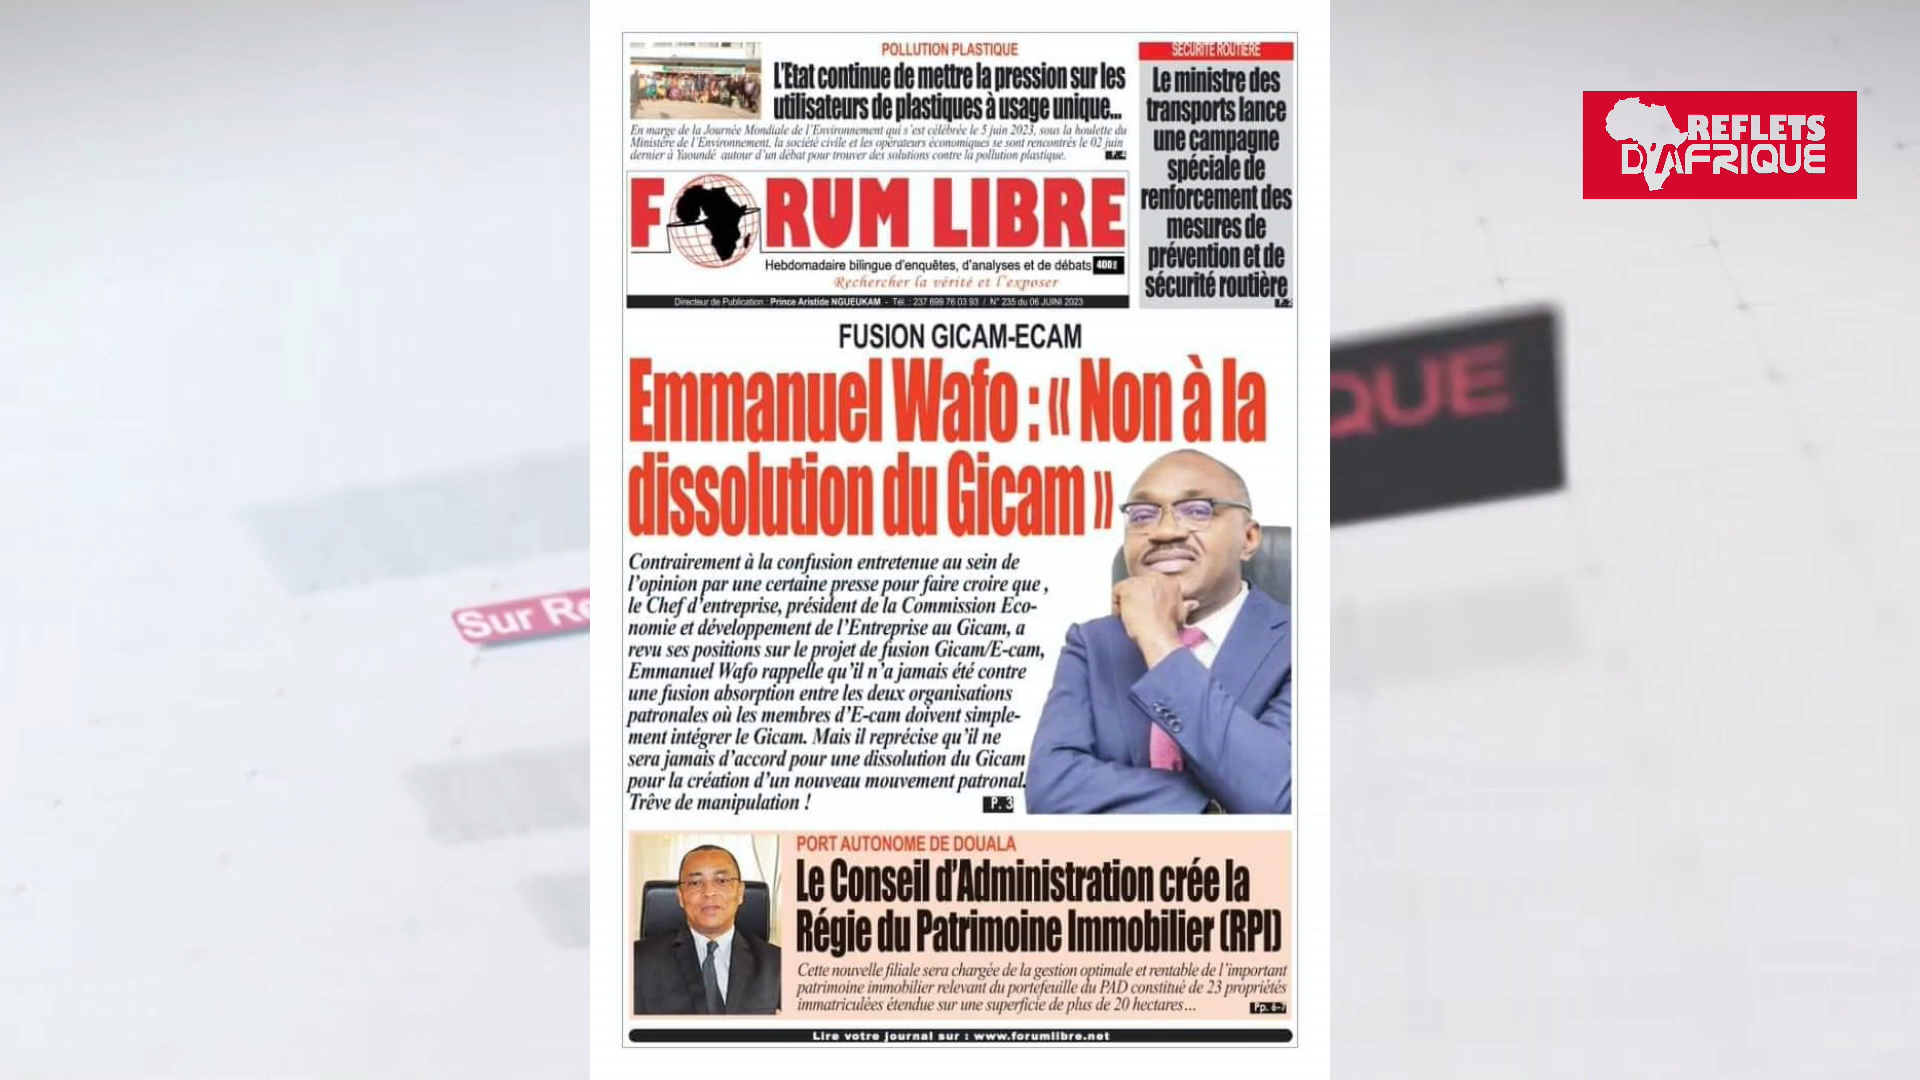 POLLUTION PLASTIQUE
L'Etat continue de mettre la pression sur les
utilisateurs de plastiques à usage unique...
En marge de la Journée Mondiale de l'Environnement qui s'est célébrée le 5 juin 2023, sous la houlette du
Ministère de l'Environnement, la société civile et les opérateurs économiques se sont rencontrés le 02 juin
dernier à Yaoundé autour d'un débat pour trouver des solutions contre la pollution plastique.
SÉCURITÉ ROUTIÈRE
Le ministre des
transports lance
une campagne
spéciale de
renforcement des
mesures de
prévention et de
sécurité routière
FORUM LIBRE
Hebdomadaire bilingue d'enquêtes, d'analyses et de débats 400
Rechercher la vérité et l'exposer
Directeur de Publication : Prince Aristide NGUEUKAM - Tél. : 237 699 76 03 93 / N° 235 du 06 JUINI 2023
FUSION GICAM-ECAM
Emmanuel Wafo : « Non à la
dissolution du Gicam »
Contrairement à la confusion entretenue au sein de
l'opinion par une certaine presse pour faire croire que ,
le Chef d'entreprise, président de la Commission Eco-
nomie et développement de l'Entreprise au Gicam, a
revu ses positions sur le projet de fusion Gicam/E-cam,
Emmanuel Wafo rappelle qu'il n'a jamais été contre
une fusion absorption entre les deux organisations
patronales où les membres d'E-cam doivent simple-
ment intégrer le Gicam. Mais il reprécise qu'il ne
sera jamais d'accord pour une dissolution du Gicam
pour la création d'un nouveau mouvement patronal.
Trêve de manipulation !
P. 3
PORT AUTONOME DE DOUALA
Le Conseil d'Administration crée la
Régie du Patrimoine Immobilier (RPI)
Cette nouvelle filiale sera chargée de la gestion optimale et rentable de l'important
patrimoine immobilier relevant du portefeuille du PAD constitué de 23 propriétés
immatriculées étendue sur une superficie de plus de 20 hectares...
Pp. 6-7
Lire votre journal sur : www.forumlibre.net
REFLETS
D'AFRIQUE
QUE
Sur Re